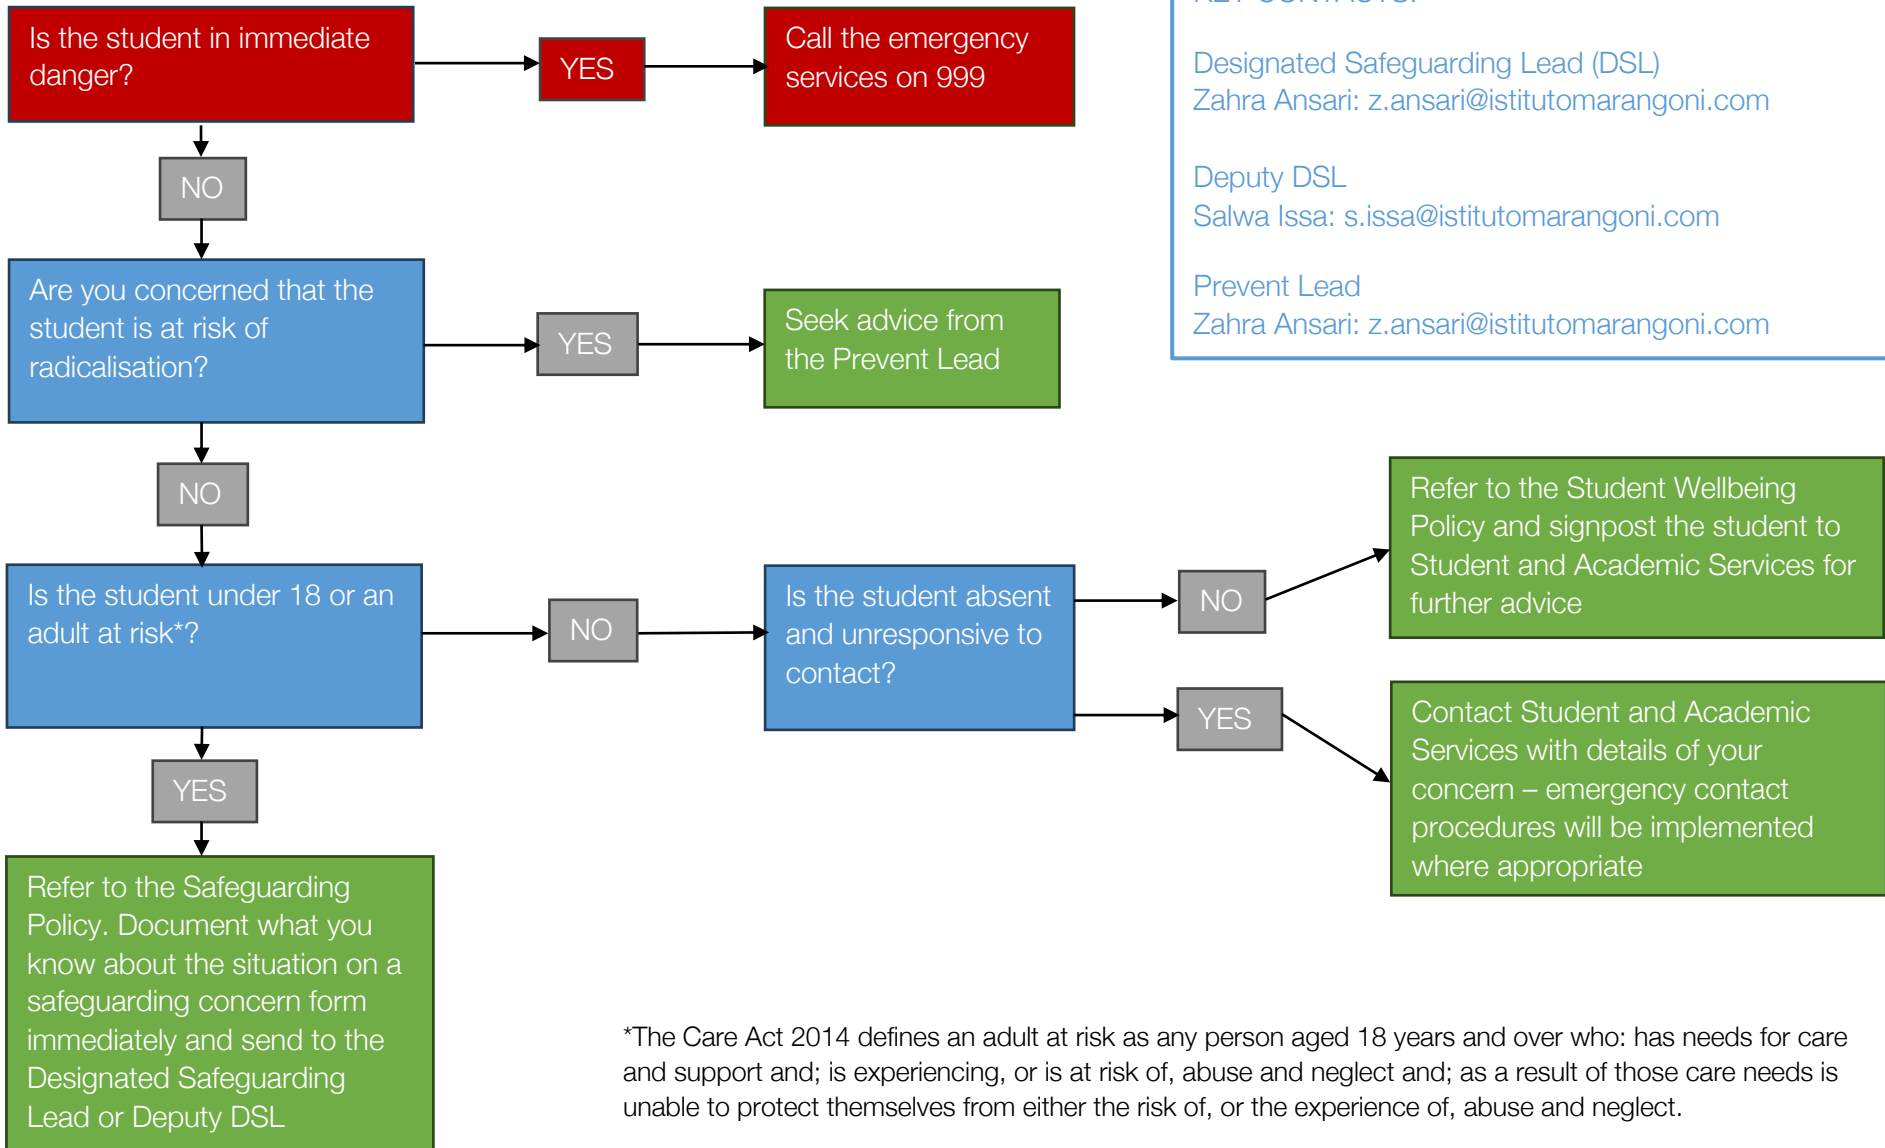 Is the student in immediate
danger?
YES
Call the emergency
services on 999
KEY CONTACTS:
Designated Safeguarding Lead (DSL)
Zahra Ansari: z.ansari@istitutomarangoni.com
Deputy DSL
Salwa Issa: s.issa@istitutomarangoni.com
Prevent Lead
Zahra Ansari: z.ansari@istitutomarangoni.com
NO
Are you concerned that the
student is at risk of
radicalisation?
YES
Seek advice from
the Prevent Lead
NO
Is the student under 18 or an
adult at risk*?
NO
Is the student absent
and unresponsive to
contact?
NO
Refer to the Student Wellbeing
Policy and signpost the student to
Student and Academic Services for
further advice
YES
Contact Student and Academic
Services with details of your
concern – emergency contact
procedures will be implemented
where appropriate
YES
Refer to the Safeguarding
Policy. Document what you
know about the situation on a
safeguarding concern form
immediately and send to the
Designated Safeguarding
Lead or Deputy DSL
*The Care Act 2014 defines an adult at risk as any person aged 18 years and over who: has needs for care
and support and; is experiencing, or is at risk of, abuse and neglect and; as a result of those care needs is
unable to protect themselves from either the risk of, or the experience of, abuse and neglect.